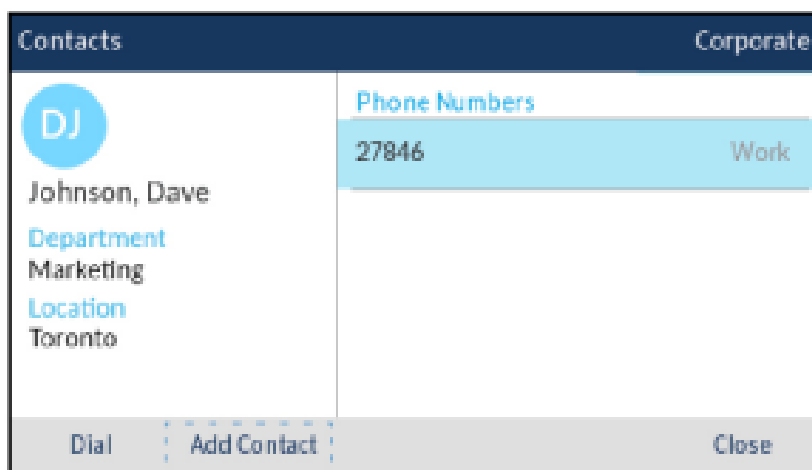 Contacts Corporate
DJ
Johnson, Dave
Department
Marketing
Location
Toronto
Phone Numbers
27846 Work
Dial Add Contact Close